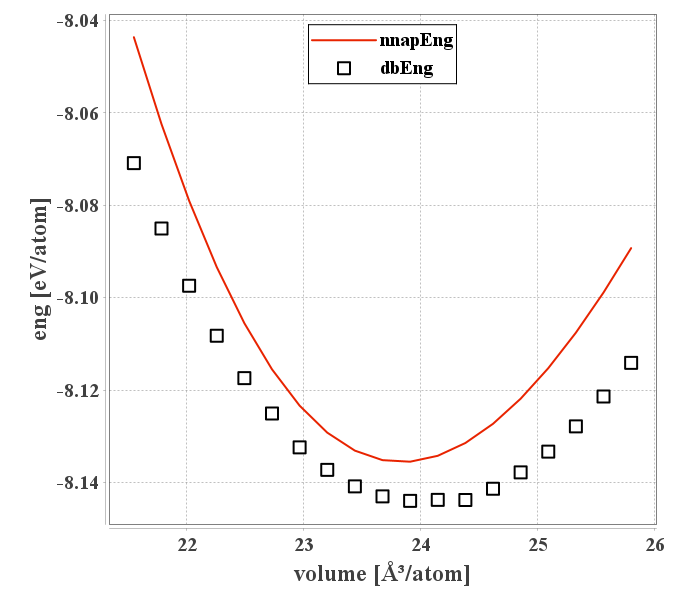 nnapEng
dbEng
-8.04
-8.06
-8.08
-8.10
-8.12
-8.14
eng [eV/atom]
22 23 24 25 26
volume [Å³/atom]